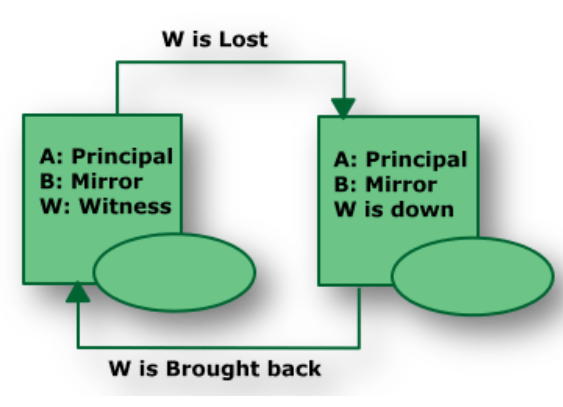 W is Lost
A: Principal
B: Mirror
W: Witness
A: Principal
B: Mirror
W is down
W is Brought back